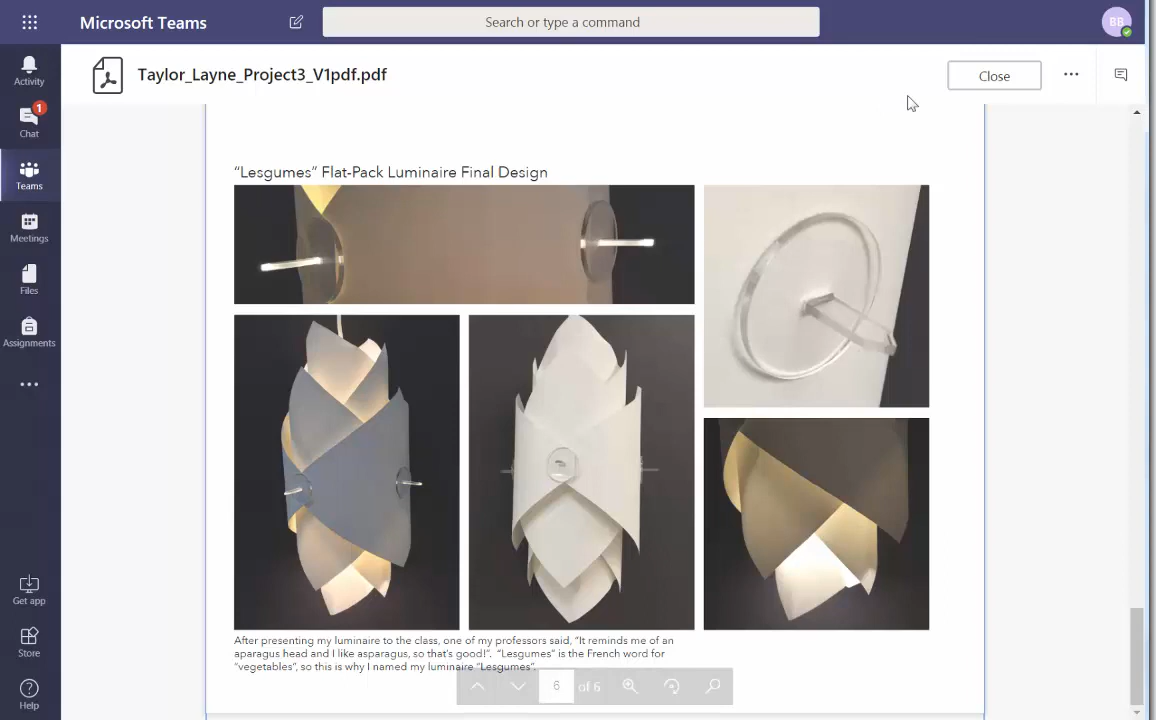 Microsoft Teams
Search or type a command
BB
Activity
Taylor_Layne_Project3_V1pdf.pdf
Close
1
Chat
Teams
Meetings
Files
Assignments
Get app
Store
Help
“Lesgumes” Flat-Pack Luminaire Final Design
After presenting my luminaire to the class, one of my professors said, “It reminds me of an
aparagus head and I like asparagus, so that’s good!”. “Lesgumes” is the French word for
“vegetables”, so this is why I named my luminaire “Lesgumes”.
6 of 6